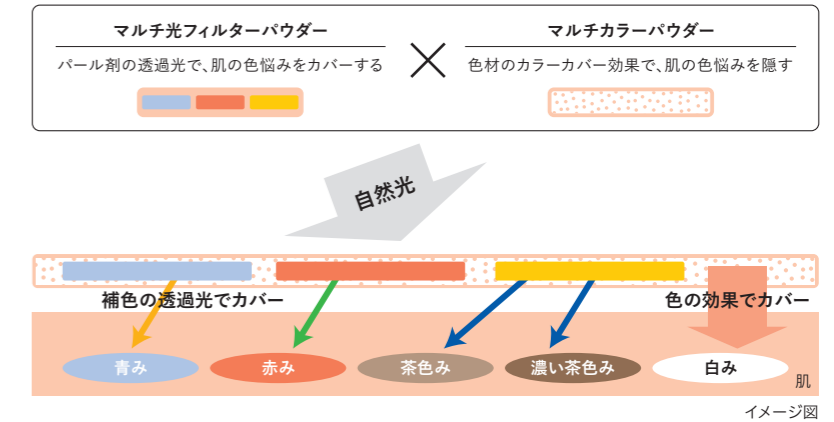 マルチ光フィルターパウダー
パール剤の透過光で、肌の色悩みをカバーする
×
マルチカラーパウダー
色材のカラーカバー効果で、肌の色悩みを隠す
自然光
補色の透過光でカバー
色の効果でカバー
青み
赤み
茶色み
濃い茶色み
白み
肌
イメージ図